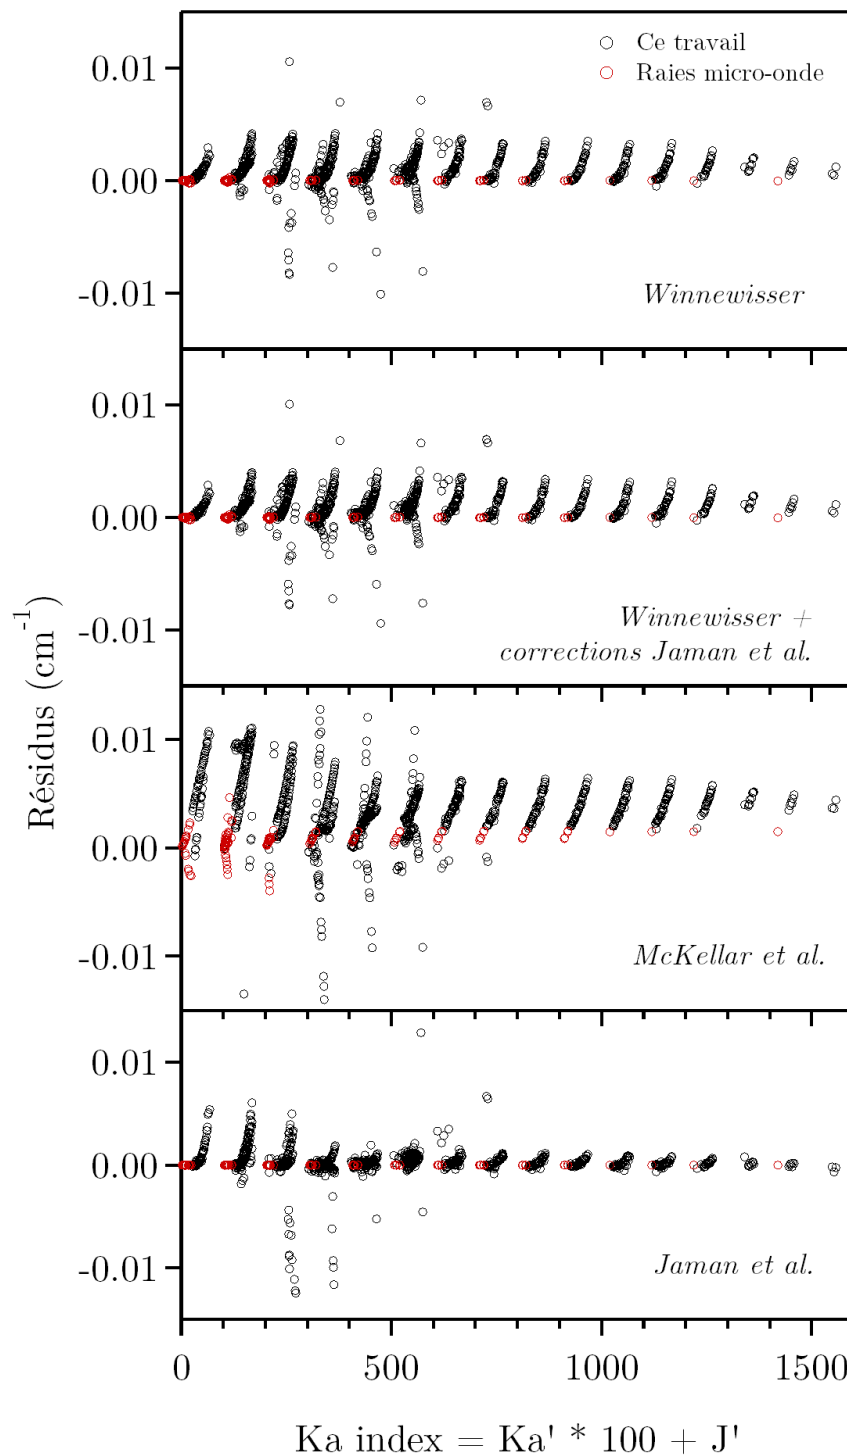 0.01
Ce travail
Raies micro-onde
0.00
-0.01
Winnewisser
0.01
0.00
-0.01
Winnewisser +
corrections Jaman et al.
Résidus (cm-1)
0.01
0.00
-0.01
McKellar et al.
0.01
0.00
-0.01
Jaman et al.
0 500 1000 1500
Ka index = Ka' * 100 + J'